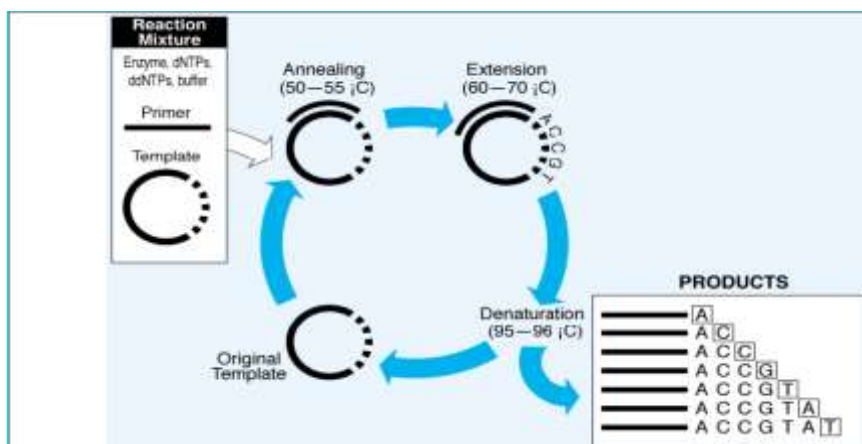 Reaction
Mixture
Enzyme, dNTPs,
ddNTPs, buffer
Primer
Template
Annealing
(50—55 ¡C)
Extension
(60—70 ¡C)
A C C G T
Denaturation
(95—96 ¡C)
Original
Template
PRODUCTS
A
A C
A C C
A C C G
A C C G T
A C C G T A
A C C G T A T